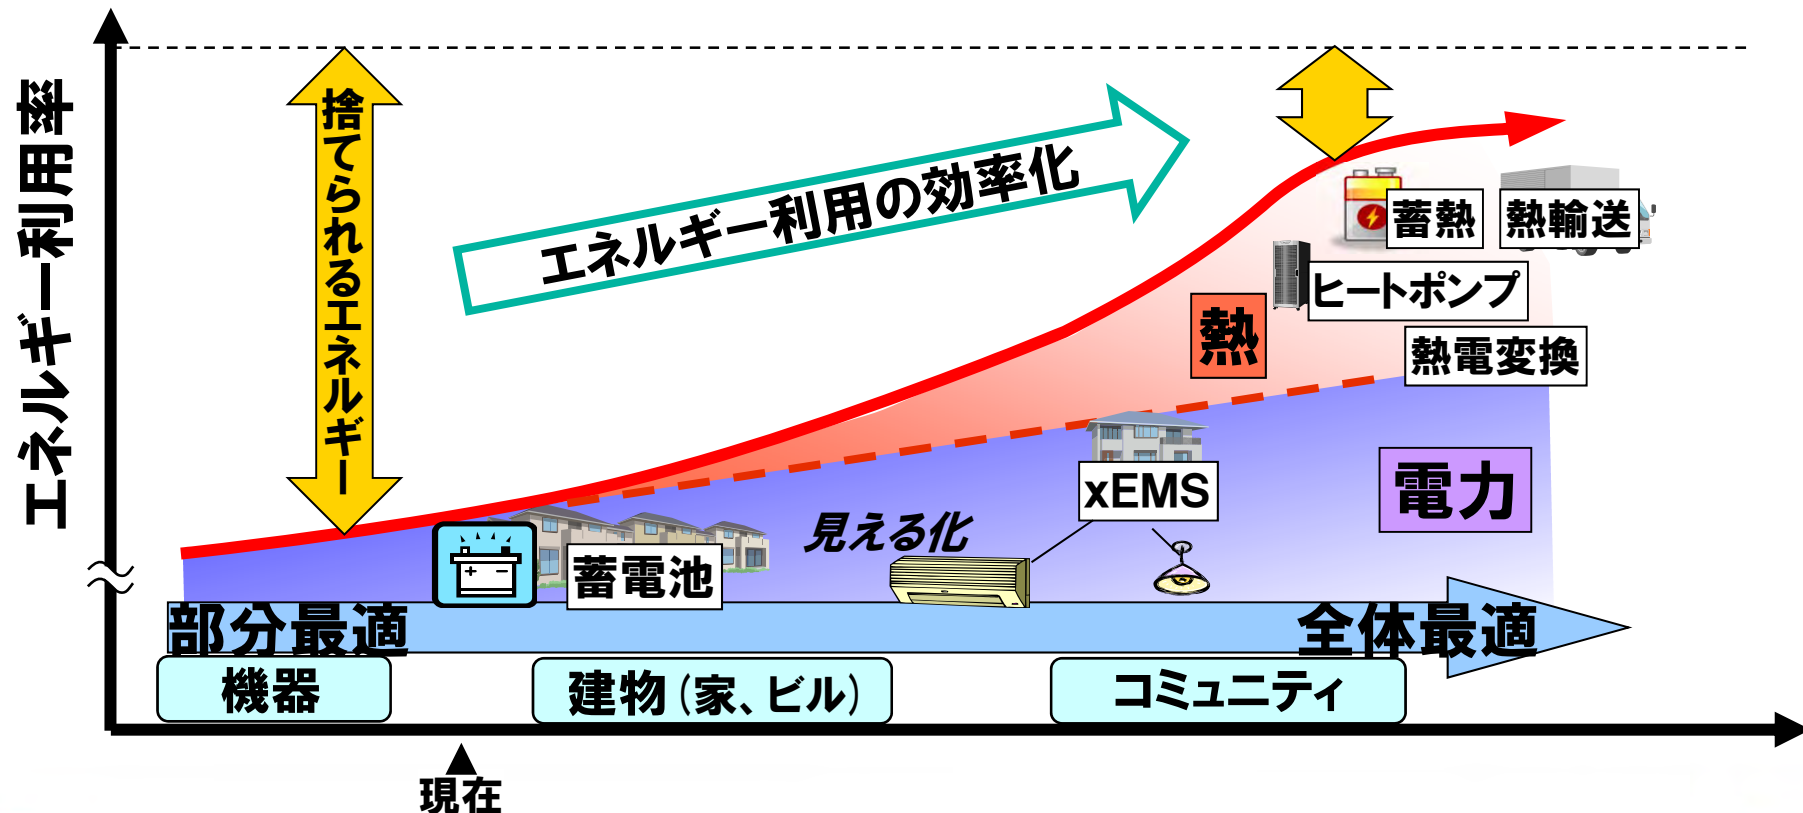 エネルギー利用率
捨てられるエネルギー
エネルギー利用の効率化
蓄熱
熱輸送
ヒートポンプ
熱
熱電変換
xEMS
電力
見える化
蓄電池
部分最適
全体最適
機器
建物(家、ビル)
コミュニティ
現在